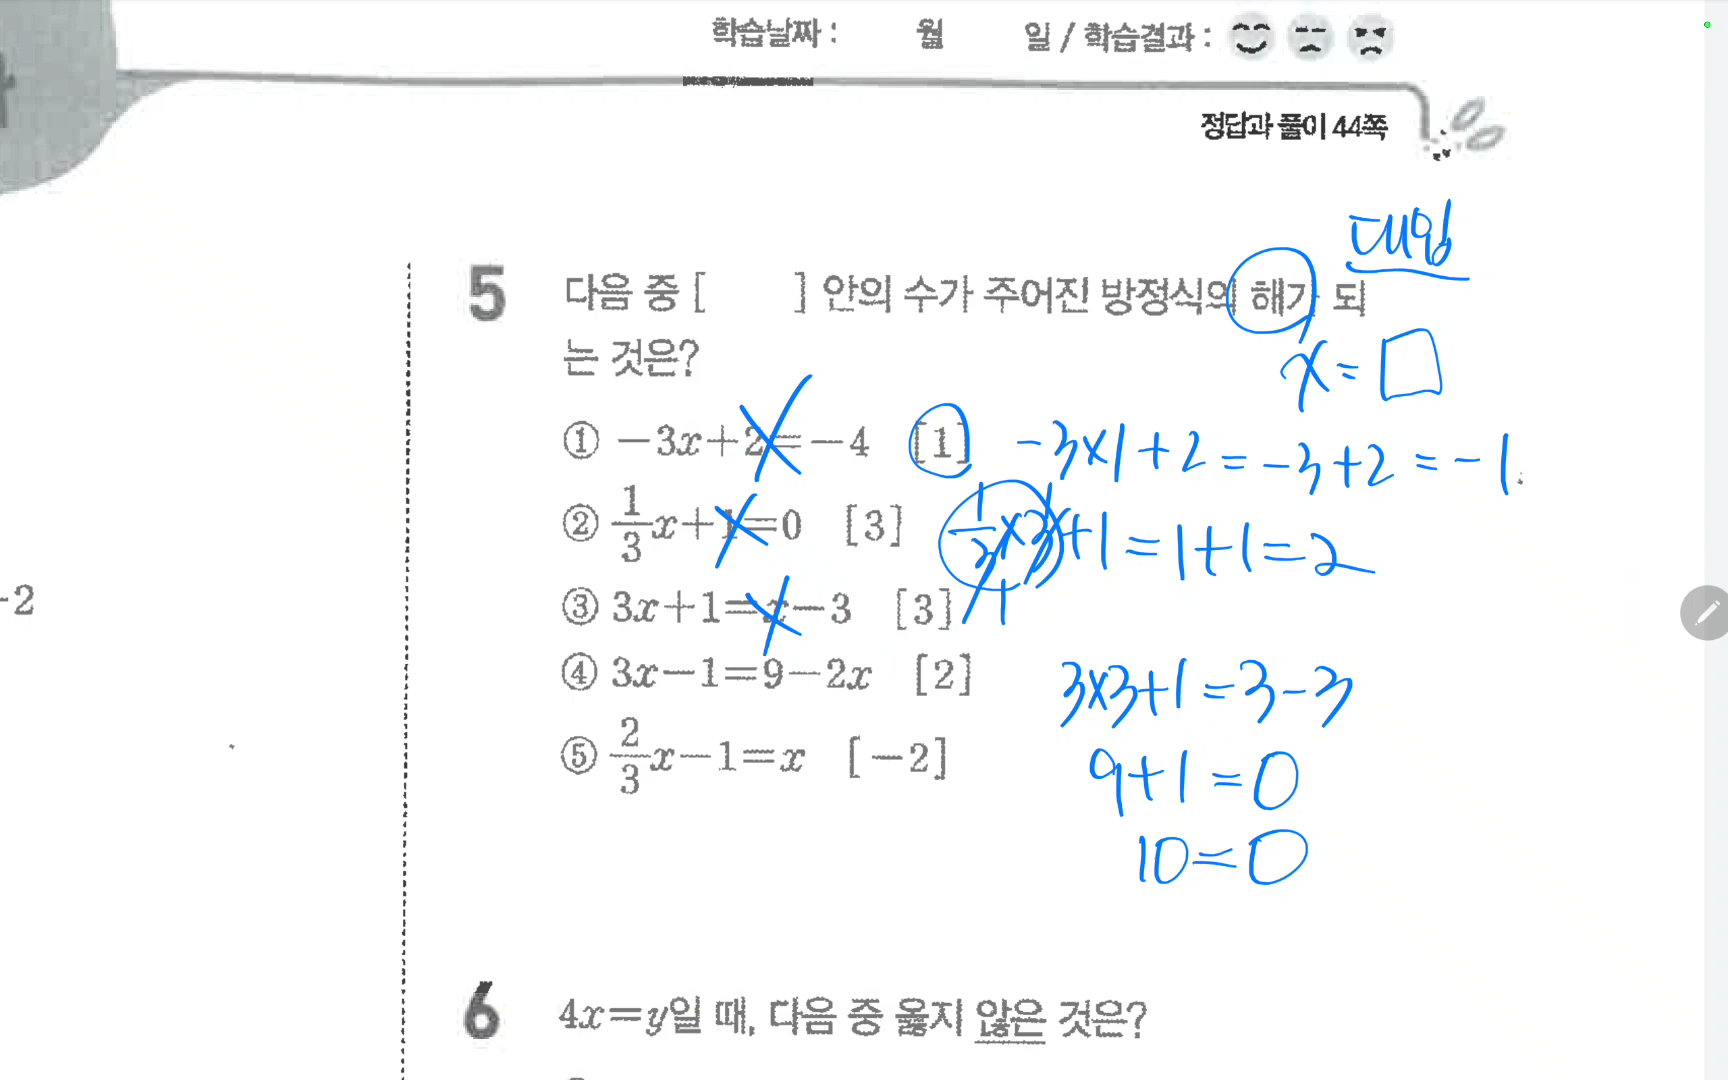 학습날짜 : 월 일 / 학습결과 :
정답과 풀이 44쪽
대입
5 다음 중 [ ] 안의 수가 주어진 방정식의 해가 되
는 것은?
x = □
① −3x+2=−4 [1] -3×1+2 = -3+2 = -1
② 1/3 x+1=0 [3] 1/3×3+1 = 1+1 = 2
1
③ 3x+1=x−3 [3]
-2
④ 3x−1=9−2x [2] 3×3+1 = 3-3
⑤ 2/3 x−1=x [−2] 9+1 = 0
10 = 0
6 4x=y일 때, 다음 중 옳지 않은 것은?